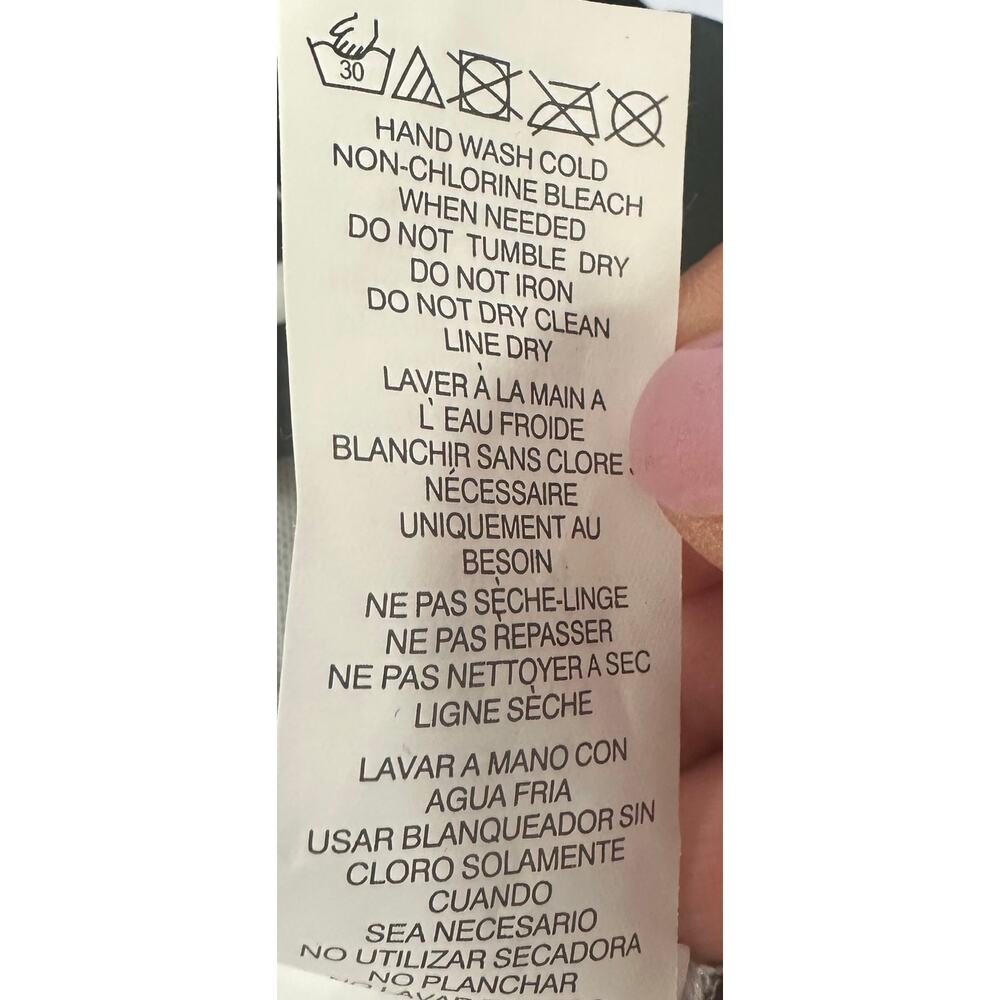 30
HAND WASH COLD
NON-CHLORINE BLEACH
WHEN NEEDED
DO NOT TUMBLE DRY
DO NOT IRON
DO NOT DRY CLEAN
LINE DRY
LAVER À LA MAIN A
L' EAU FROIDE
BLANCHIR SANS CLORE
NÉCESSAIRE
UNIQUEMENT AU
BESOIN
NE PAS SÈCHE-LINGE
NE PAS REPASSER
NE PAS NETTOYER A SEC
LIGNE SÈCHE
LAVAR A MANO CON
AGUA FRIA
USAR BLANQUEADOR SIN
CLORO SOLAMENTE
CUANDO
SEA NECESARIO
NO UTILIZAR SECADORA
NO PLANCHAR